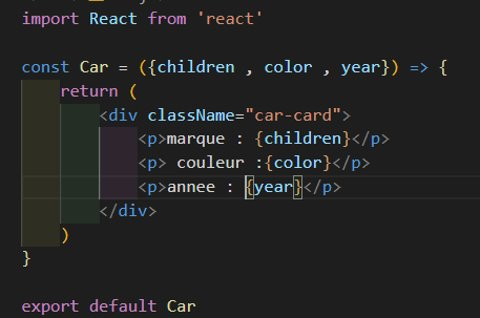 import React from 'react'
const Car = ({children , color , year}) => {
return (
<div className="car-card">
<p>marque : {children}</p>
<p> couleur :{color}</p>
<p>annee : {year}</p>
</div>
)
}
export default Car